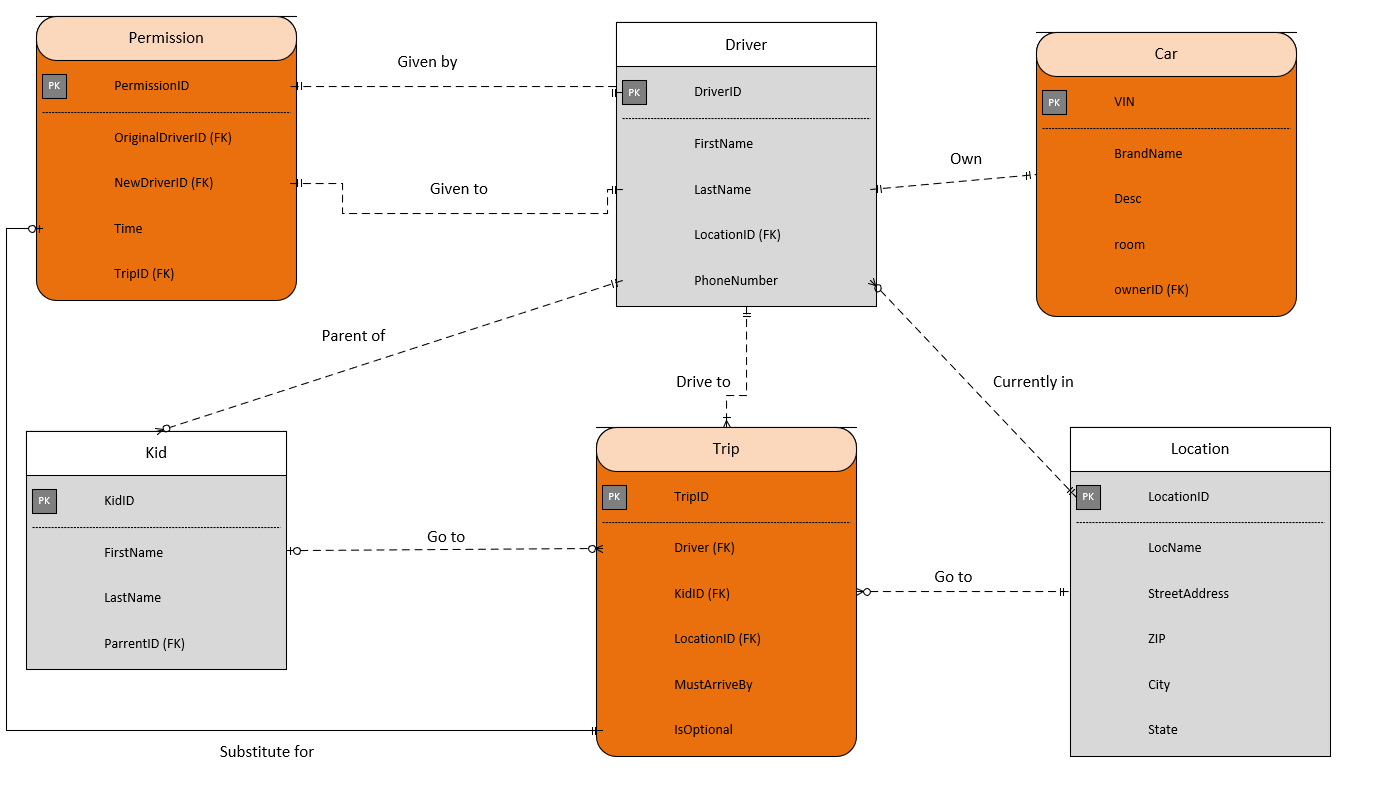 Permission
PK PermissionID
OriginalDriverID (FK)
NewDriverID (FK)
Time
TripID (FK)
Given by
Given to
Driver
PK DriverID
FirstName
LastName
LocationID (FK)
PhoneNumber
Own
Car
PK VIN
BrandName
Desc
room
ownerID (FK)
Parent of
Drive to
Currently in
Kid
PK KidID
FirstName
LastName
ParrentID (FK)
Go to
Trip
PK TripID
Driver (FK)
KidID (FK)
LocationID (FK)
MustArriveBy
IsOptional
Go to
Location
PK LocationID
LocName
StreetAddress
ZIP
City
State
Substitute for